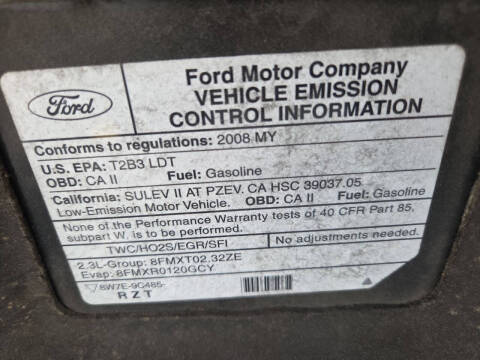 Ford
Ford Motor Company
VEHICLE EMISSION
CONTROL INFORMATION
Conforms to regulations: 2008 MY
U.S. EPA: T2B3 LDT
OBD: CA II Fuel: Gasoline
California: SULEV II AT PZEV. CA HSC 39037.05
Low-Emission Motor Vehicle. OBD: CA II Fuel: Gasoline
None of the Performance Warranty tests of 40 CFR Part 85,
subpart W, is to be performed.
TWC/HO2S/EGR/SFI No adjustments needed.
2.3L-Group: 8FMXT02.32ZE
Evap: 8FMXR0120GCY
8W7E-9C485-
RZT